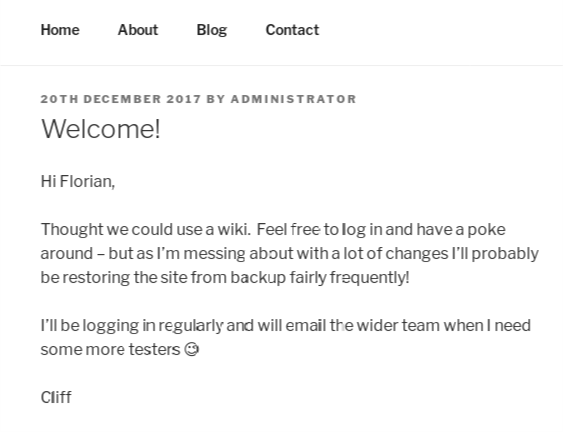 Home About Blog Contact
20TH DECEMBER 2017 BY ADMINISTRATOR
Welcome!
Hi Florian,
Thought we could use a wiki. Feel free to log in and have a poke
around – but as I'm messing about with a lot of changes I'll probably
be restoring the site from backup fairly frequently!
I'll be logging in regularly and will email the wider team when I need
some more testers 😉
Cliff